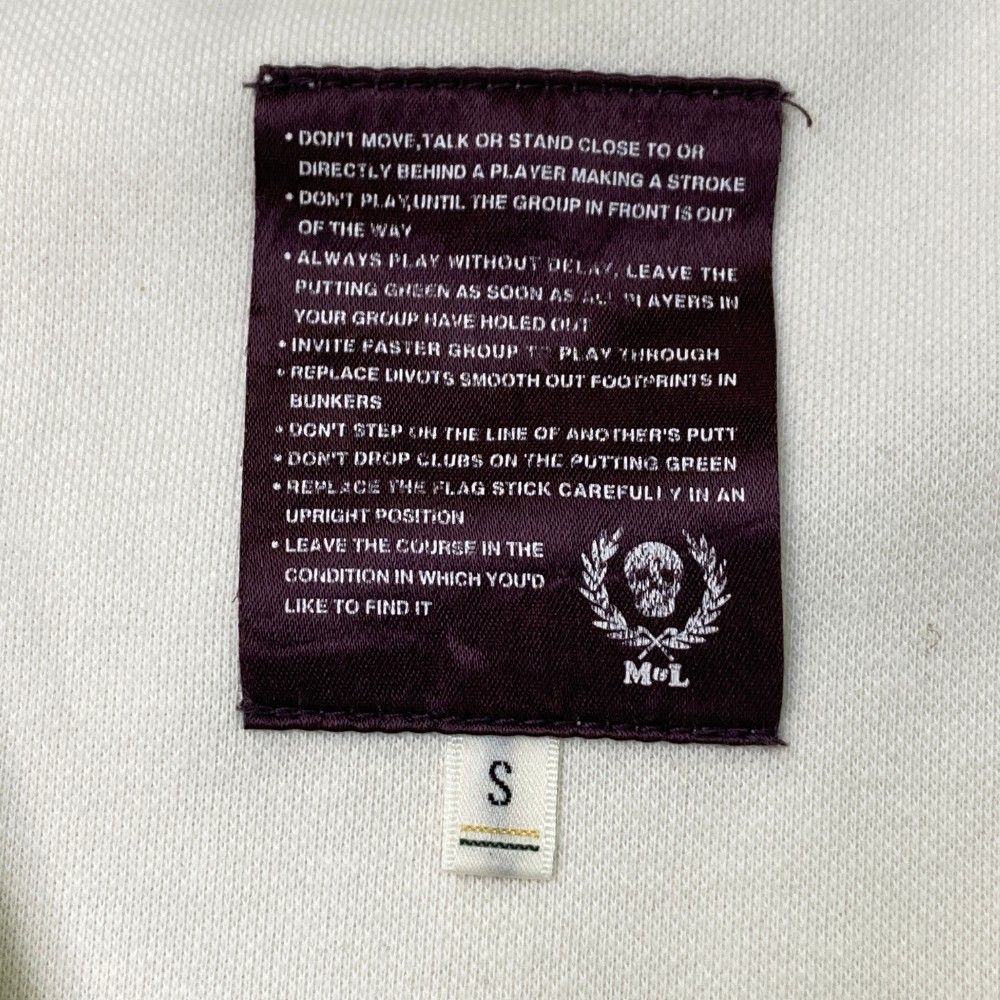 • DON'T MOVE,TALK OR STAND CLOSE TO OR
DIRECTLY BEHIND A PLAYER MAKING A STROKE
• DON'T PLAY,UNTIL THE GROUP IN FRONT IS OUT
OF THE WAY
• ALWAYS PLAY WITHOUT DELAY, LEAVE THE
PUTTING GREEN AS SOON AS ALL PLAYERS IN
YOUR GROUP HAVE HOLED OUT
• INVITE FASTER GROUP TO PLAY THROUGH
• REPLACE DIVOTS SMOOTH OUT FOOTPRINTS IN
BUNKERS
• DON'T STEP ON THE LINE OF ANOTHER'S PUTT
• DON'T DROP CLUBS ON THE PUTTING GREEN
• REPLACE THE FLAG STICK CAREFULLY IN AN
UPRIGHT POSITION
• LEAVE THE COURSE IN THE
CONDITION IN WHICH YOU'D
LIKE TO FIND IT
M&L
S